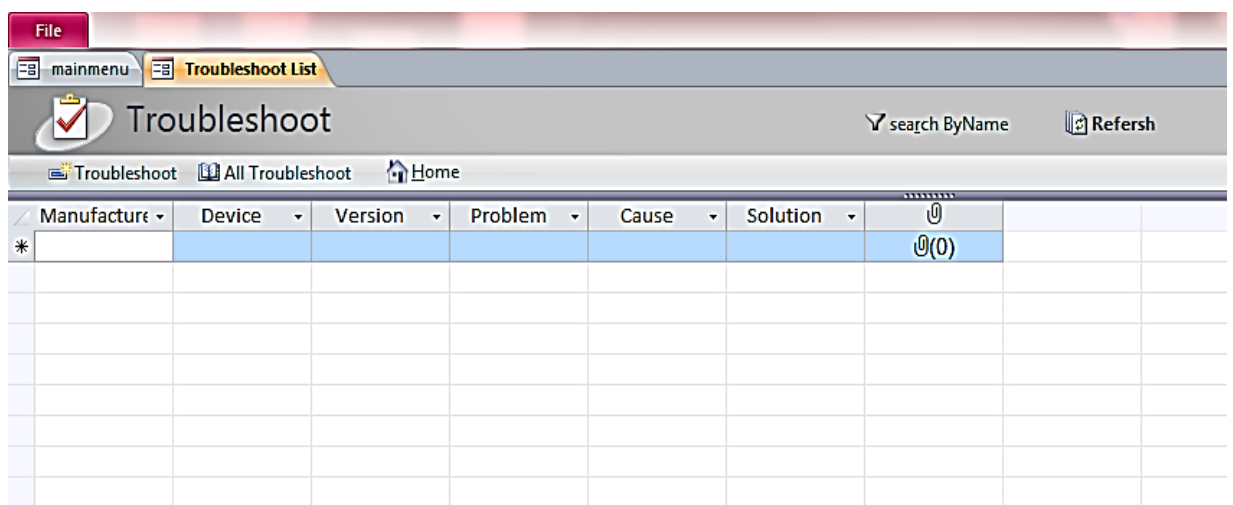 File
mainmenu Troubleshoot List
Troubleshoot search ByName Refersh
Troubleshoot All Troubleshoot Home
Manufacture Device Version Problem Cause Solution
(0)